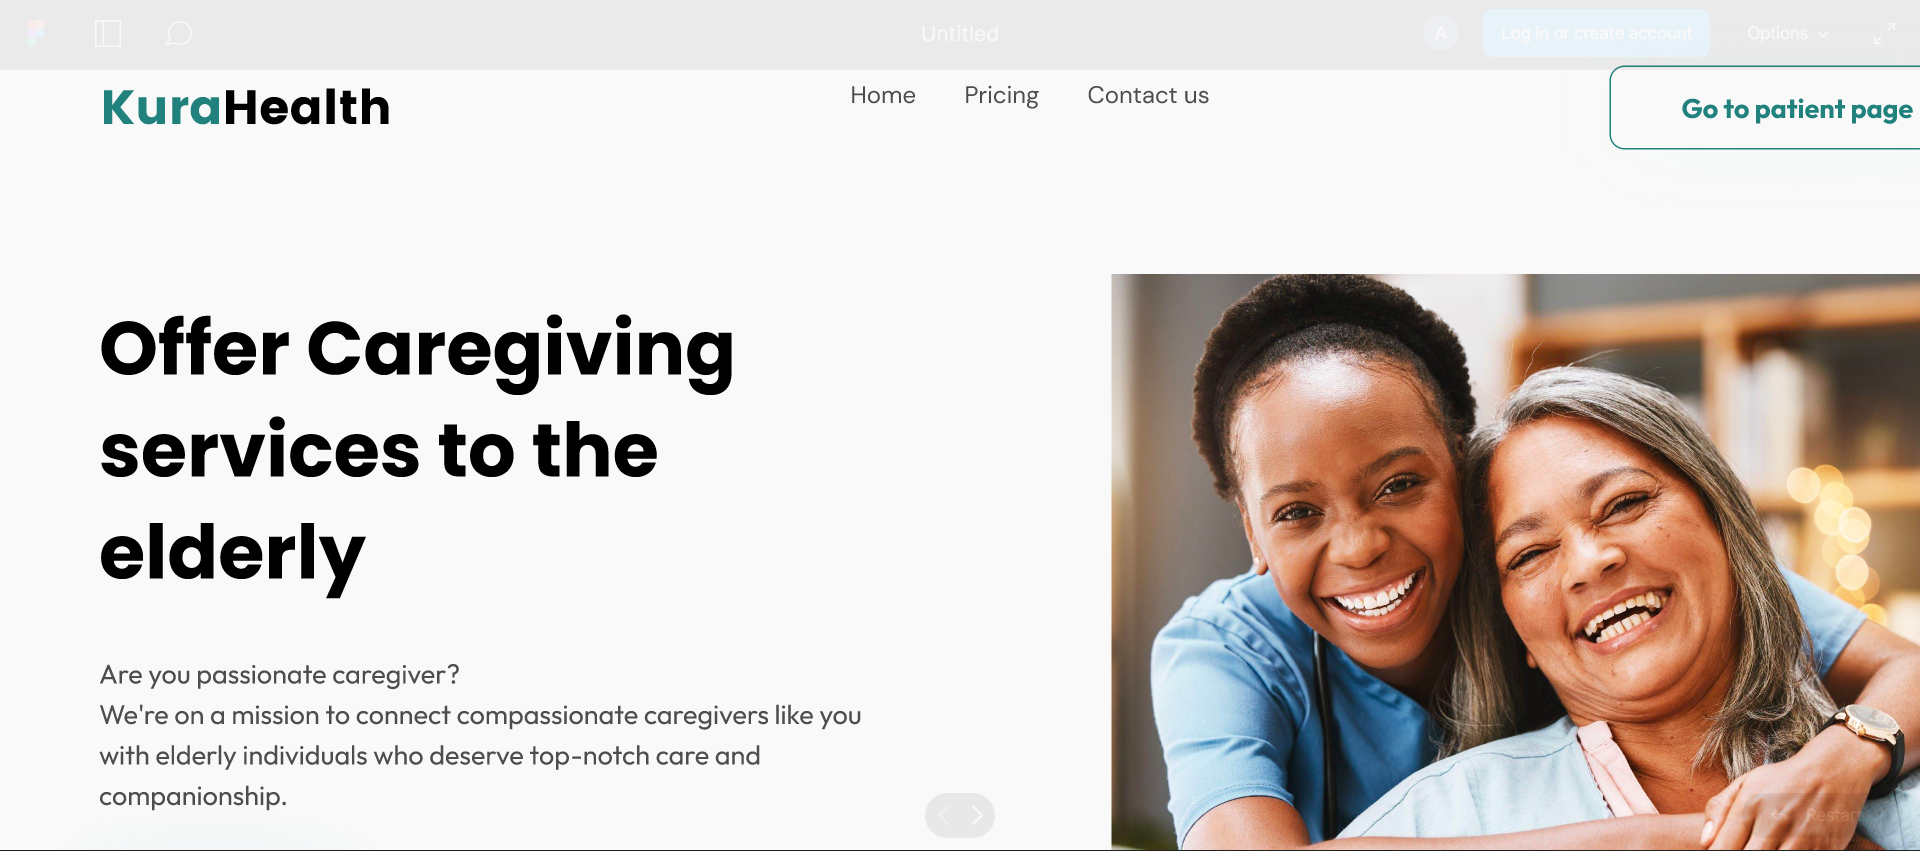 Untitled
A
Log in or create account
Options
KuraHealth
Home
Pricing
Contact us
Go to patient page
Offer Caregiving
services to the
elderly
Are you passionate caregiver?
We're on a mission to connect compassionate caregivers like you
with elderly individuals who deserve top-notch care and
companionship.
Restart